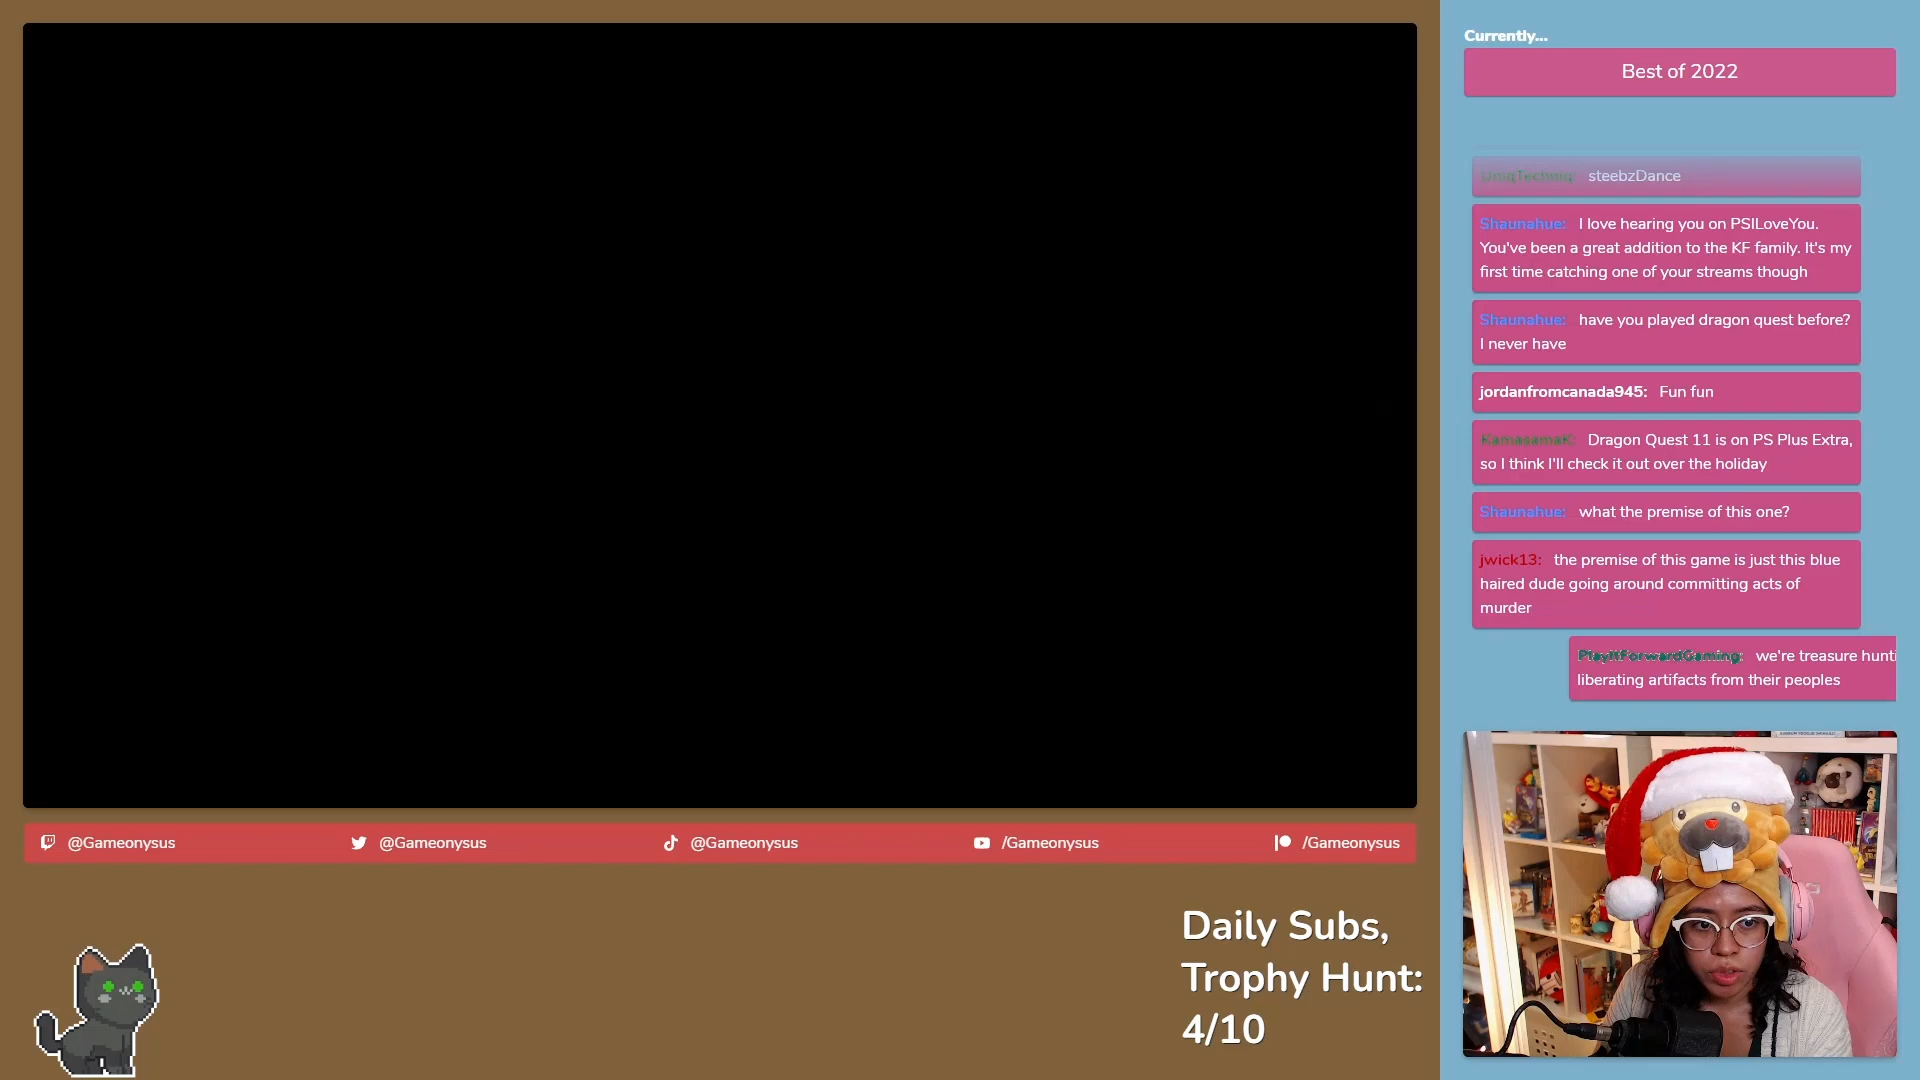 Currently...
Best of 2022
UniqTechniq: steebzDance
Shaunahue: I love hearing you on PSILoveYou.
You've been a great addition to the KF family. It's my
first time catching one of your streams though
Shaunahue: have you played dragon quest before?
I never have
jordanfromcanada945: Fun fun
KamasamaK: Dragon Quest 11 is on PS Plus Extra,
so I think I'll check it out over the holiday
Shaunahue: what the premise of this one?
jwick13: the premise of this game is just this blue
haired dude going around committing acts of
murder
PlayItForwardGaming: we're treasure hunti
liberating artifacts from their peoples
@Gameonysus
@Gameonysus
@Gameonysus
/Gameonysus
/Gameonysus
Daily Subs,
Trophy Hunt:
4/10